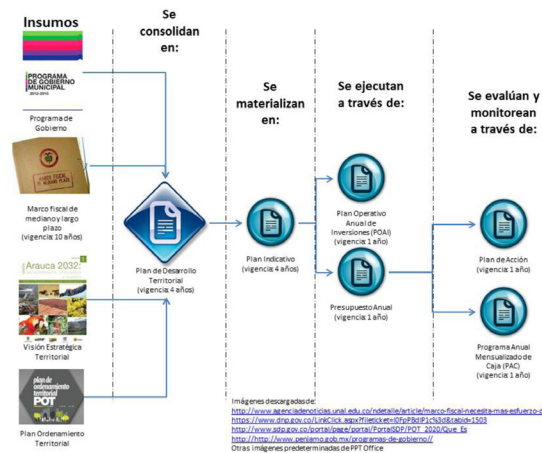 Insumos
PROGRAMA
DE GOBIERNO
MUNICIPAL
2012-2015
Programa de
Gobierno
MARCO FISCAL
DE MEDIANO PLAZO
Marco fiscal de
mediano y largo
plazo
(vigencia: 10 años)
Arauca 2032:
Visión Estratégica
Territorial
plan de
ordenamiento
territorial
POT
Plan Ordenamiento
Territorial
Se
consolidan
en:
Plan de Desarrollo
Territorial
(vigencia: 4 años)
Se
materializan
en:
Plan Indicativo
(vigencia: 4 años)
Se ejecutan
a través de:
Plan Operativo
Anual de
Inversiones (POAI)
(vigencia: 1 año)
Presupuesto Anual
(vigencia: 1 año)
Se evalúan y
monitorean
a través de:
Plan de Acción
(vigencia: 1 año)
Programa Anual
Mensualizado de
Caja (PAC)
(vigencia: 1 año)
Imágenes descargadas de:
http://www.agenciadenoticias.unal.edu.co/ndetalle/article/marco-fiscal-necesita-mas-esfuerzo-d
https://www.dnp.gov.co/LinkClick.aspx?fileticket=i0FpPBdIP1c%3d&tabid=1503
http://www.sdp.gov.co/portal/page/portal/PortalSDP/POT_2020/Que_Es
http://http://www.penjamo.gob.mx/programas-de-gobierno//
Otras imágenes predeterminadas de PPT Office